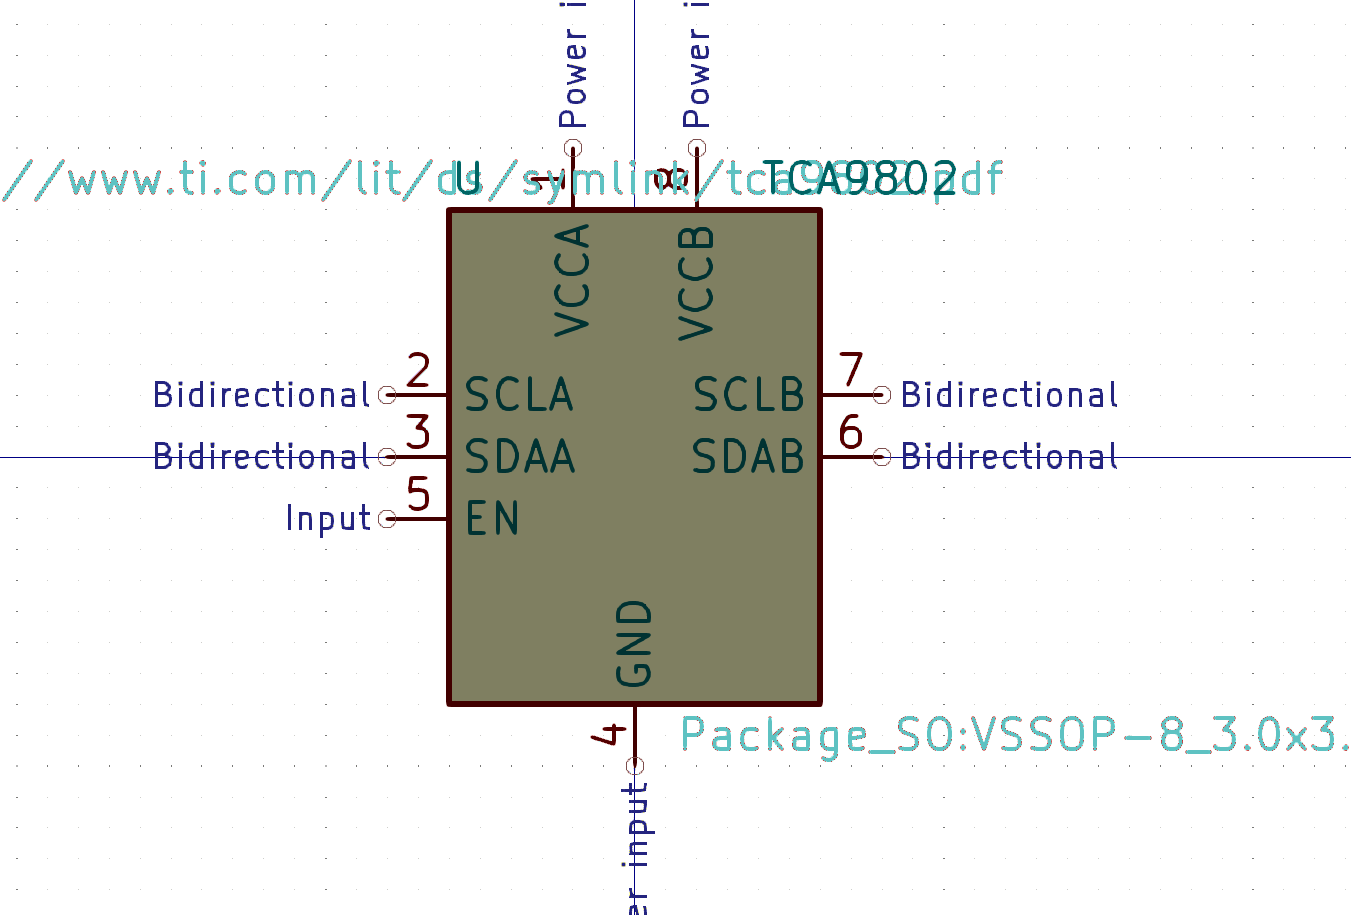 Power i
Power i
//www.ti.com/lit/ds/symlink/tca9802.pdf
U
1
8
TCA9802
VCCA
VCCB
Bidirectional
2
SCLA
SCLB
7
Bidirectional
Bidirectional
3
SDAA
SDAB
6
Bidirectional
Input
5
EN
GND
4
Package_SO:VSSOP-8_3.0x3.
er input